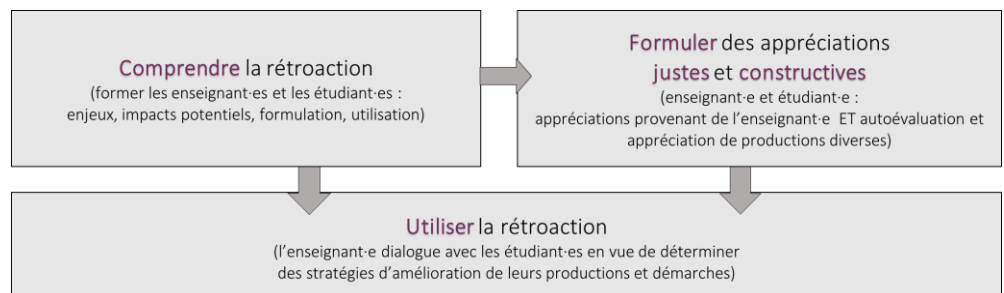 Comprendre la rétroaction
(former les enseignant·es et les étudiant·es :
enjeux, impacts potentiels, formulation, utilisation)
Formuler des appréciations
justes et constructives
(enseignant·e et étudiant·e :
appréciations provenant de l’enseignant·e ET autoévaluation et
appréciation de productions diverses)
Utiliser la rétroaction
(l’enseignant·e dialogue avec les étudiant·es en vue de déterminer
des stratégies d’amélioration de leurs productions et démarches)